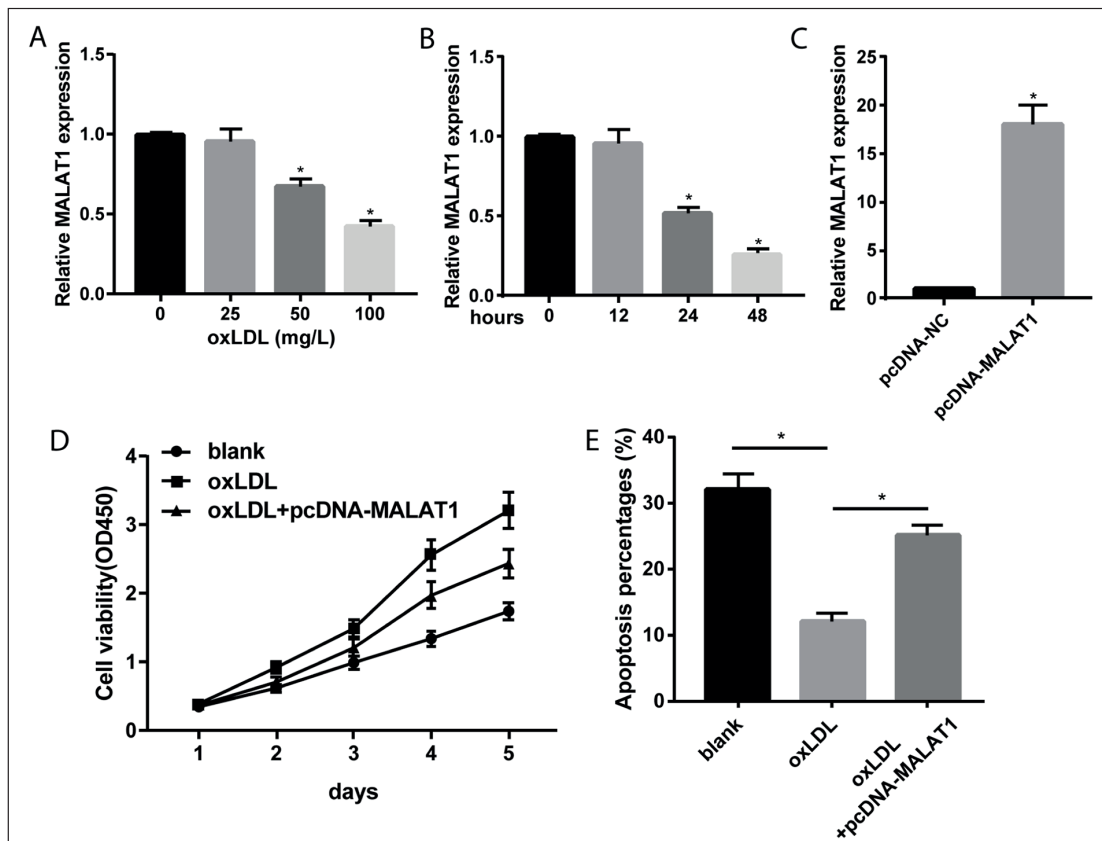 A
Relative MALAT1 expression
1.5
1.0
0.5
0.0
0 25 50 100
oxLDL (mg/L)
*
*
B
Relative MALAT1 expression
1.5
1.0
0.5
0.0
hours 0 12 24 48
*
*
C
Relative MALAT1 expression
25
20
15
10
5
0
*
pcDNA-NC
pcDNA-MALAT1
D
blank
oxLDL
oxLDL+pcDNA-MALAT1
Cell viability(OD450)
4
3
2
1
0
1 2 3 4 5
days
E
Apoptosis percentages (%)
40
30
20
10
0
*
*
blank
oxLDL
oxLDL
+pcDNA-MALAT1